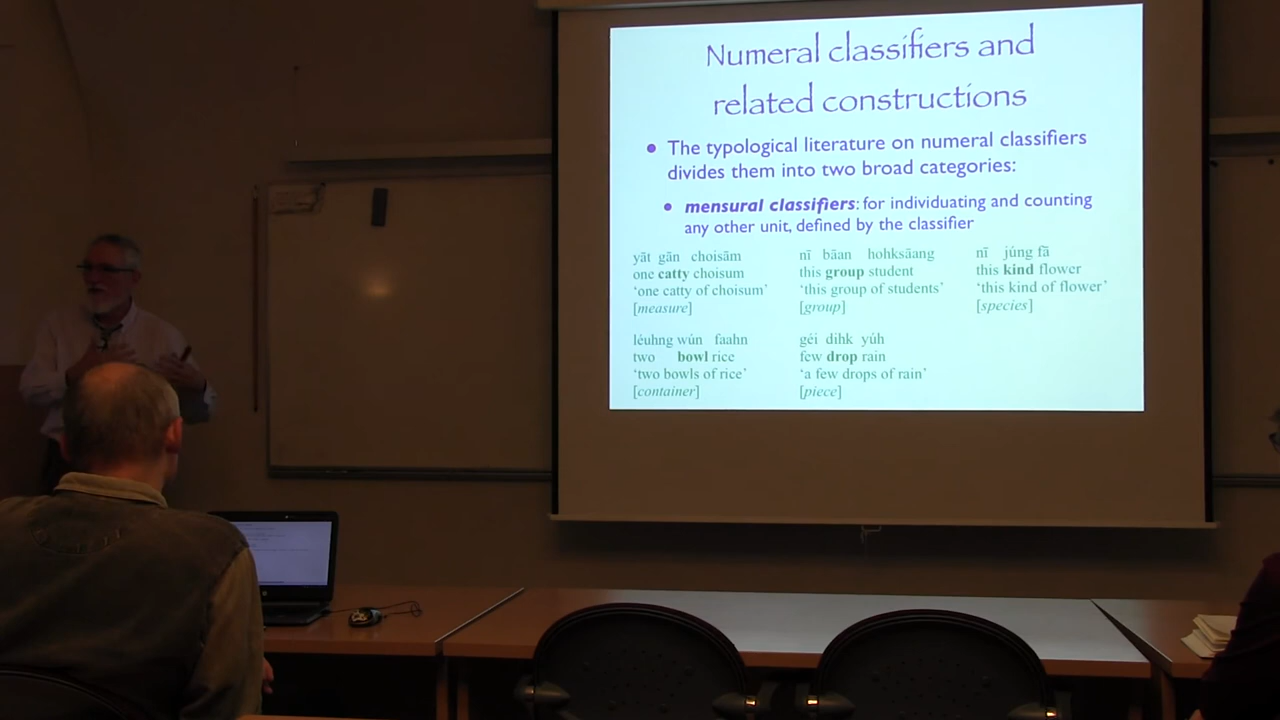 Numeral classifiers and
related constructions
• The typological literature on numeral classifiers
divides them into two broad categories:
• mensural classifiers: for individuating and counting
any other unit, defined by the classifier
yāt gān choisām
one catty choisum
‘one catty of choisum’
[measure]
nī bāan hohksāang
this group student
‘this group of students’
[group]
nī júng fā
this kind flower
‘this kind of flower’
[species]
léuhng wún faahn
two bowl rice
‘two bowls of rice’
[container]
géi dihk yúh
few drop rain
‘a few drops of rain’
[piece]